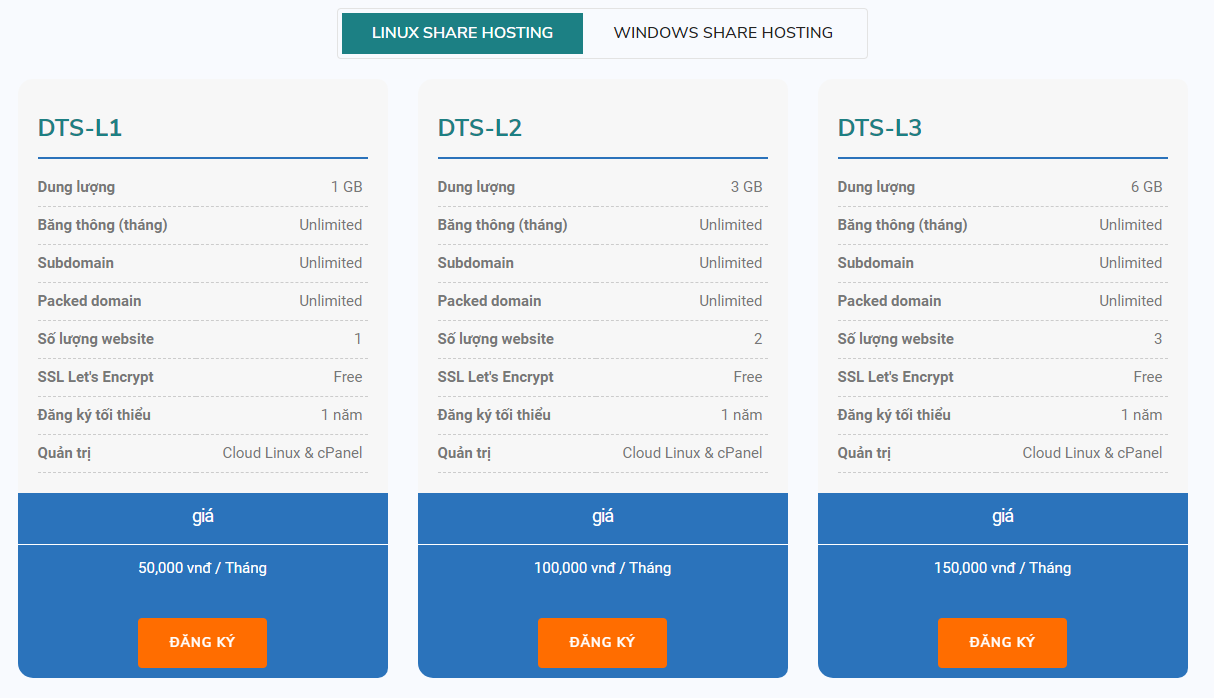 LINUX SHARE HOSTING WINDOWS SHARE HOSTING
DTS-L1
Dung lượng 1 GB
Băng thông (tháng) Unlimited
Subdomain Unlimited
Packed domain Unlimited
Số lượng website 1
SSL Let's Encrypt Free
Đăng ký tối thiểu 1 năm
Quản trị Cloud Linux & cPanel
giá
50,000 vnđ / Tháng
ĐĂNG KÝ
DTS-L2
Dung lượng 3 GB
Băng thông (tháng) Unlimited
Subdomain Unlimited
Packed domain Unlimited
Số lượng website 2
SSL Let's Encrypt Free
Đăng ký tối thiểu 1 năm
Quản trị Cloud Linux & cPanel
giá
100,000 vnđ / Tháng
ĐĂNG KÝ
DTS-L3
Dung lượng 6 GB
Băng thông (tháng) Unlimited
Subdomain Unlimited
Packed domain Unlimited
Số lượng website 3
SSL Let's Encrypt Free
Đăng ký tối thiểu 1 năm
Quản trị Cloud Linux & cPanel
giá
150,000 vnđ / Tháng
ĐĂNG KÝ